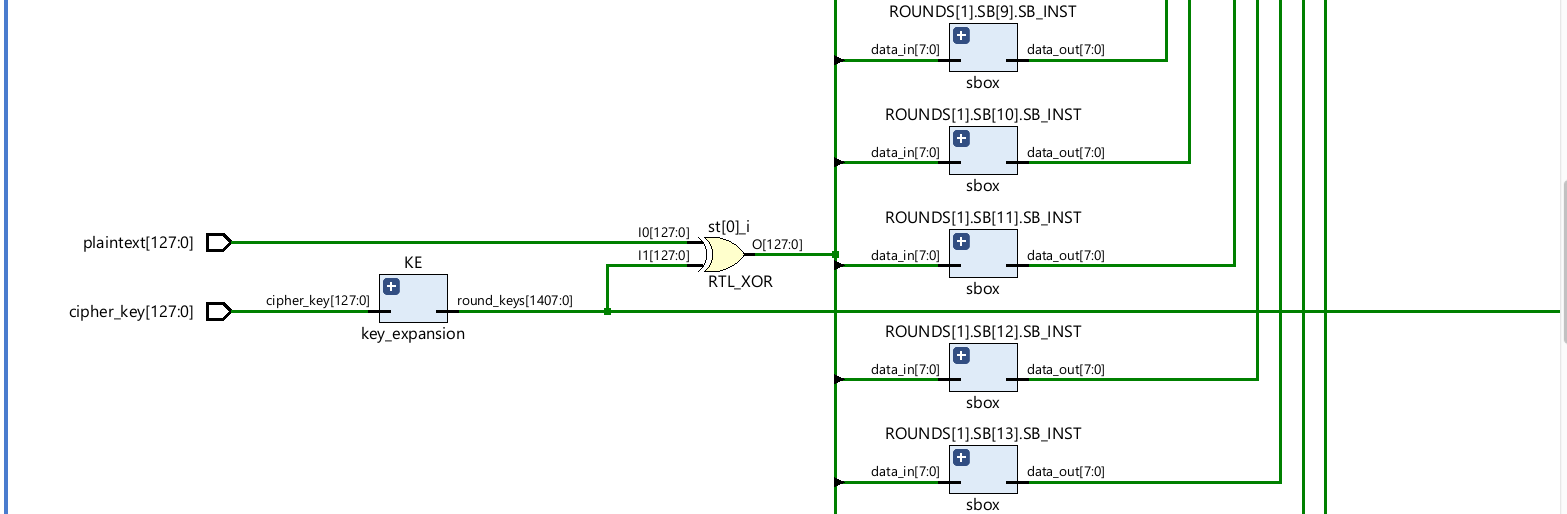 ROUNDS[1].SB[9].SB_INST
data_in[7:0]
data_out[7:0]
sbox
ROUNDS[1].SB[10].SB_INST
data_in[7:0]
data_out[7:0]
sbox
plaintext[127:0]
I0[127:0]
st[0]_i
O[127:0]
I1[127:0]
RTL_XOR
ROUNDS[1].SB[11].SB_INST
data_in[7:0]
data_out[7:0]
sbox
KE
cipher_key[127:0]
cipher_key[127:0]
round_keys[1407:0]
key_expansion
ROUNDS[1].SB[12].SB_INST
data_in[7:0]
data_out[7:0]
sbox
ROUNDS[1].SB[13].SB_INST
data_in[7:0]
data_out[7:0]
sbox